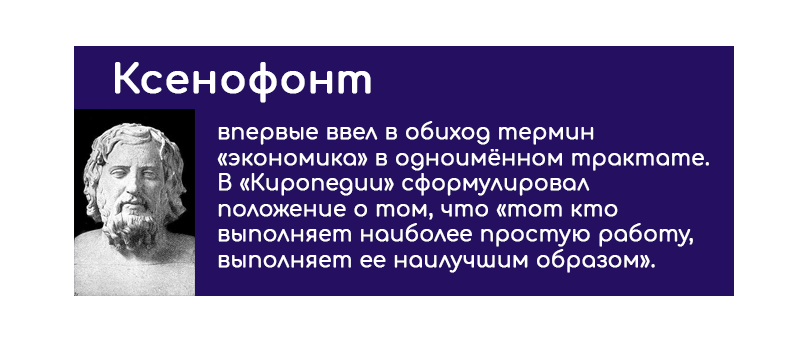 Ксенофонт
впервые ввел в обиход термин
«экономика» в одноимённом трактате.
В «Киропедии» сформулировал
положение о том, что «тот кто
выполняет наиболее простую работу,
выполняет ее наилучшим образом».